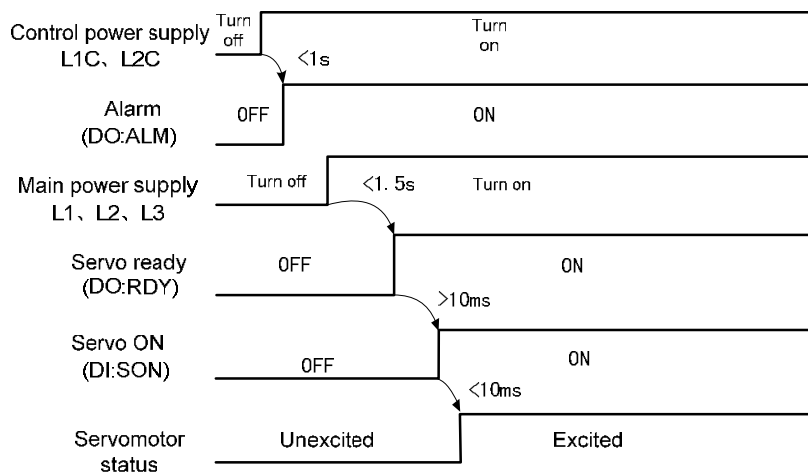 Control power supply
L1C、L2C
Turn
off
Turn
on
<1s
Alarm
(DO:ALM)
OFF
ON
Main power supply
L1、L2、L3
Turn off
<1.5s
Turn on
Servo ready
(DO:RDY)
OFF
ON
>10ms
Servo ON
(DI:SON)
OFF
ON
<10ms
Servomotor
status
Unexcited
Excited